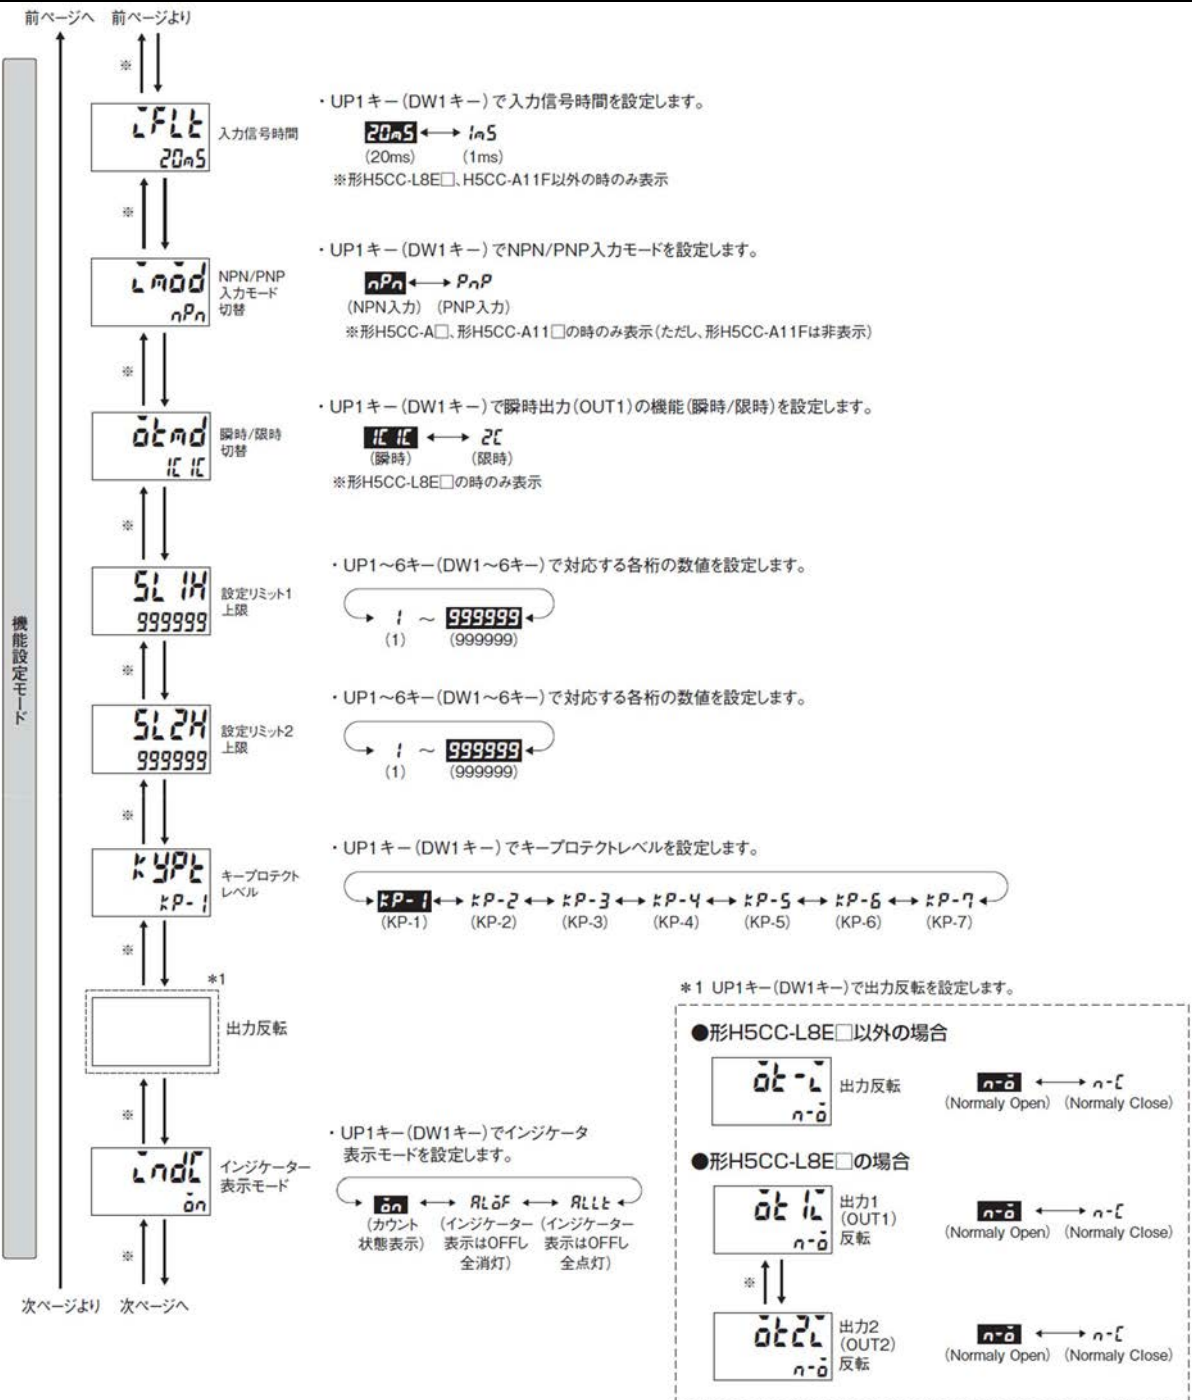 前ページへ 前ページより
※
機能設定モード
iFLt
20mS
入力信号時間
・UP1キー(DW1キー)で入力信号時間を設定します。
20mS ←→ 1mS
(20ms) (1ms)
※形H5CC-L8E□、H5CC-A11F以外の時のみ表示
※
imod
nPn
NPN/PNP
入力モード
切替
・UP1キー(DW1キー)でNPN/PNP入力モードを設定します。
nPn ←→ PnP
(NPN入力) (PNP入力)
※形H5CC-A□、形H5CC-A11□の時のみ表示(ただし、形H5CC-A11Fは非表示)
※
otmd
1C1C
瞬時/限時
切替
・UP1キー(DW1キー)で瞬時出力(OUT1)の機能(瞬時/限時)を設定します。
1C1C ←→ 2C
(瞬時) (限時)
※形H5CC-L8E□の時のみ表示
※
SL1H
999999
設定リミット1
上限
・UP1～6キー(DW1～6キー)で対応する各桁の数値を設定します。
1 ～ 999999
(1) (999999)
※
SL2H
999999
設定リミット2
上限
・UP1～6キー(DW1～6キー)で対応する各桁の数値を設定します。
1 ～ 999999
(1) (999999)
※
KYPt
KP-1
キープロテクト
レベル
・UP1キー(DW1キー)でキープロテクトレベルを設定します。
KP-1 ←→ KP-2 ←→ KP-3 ←→ KP-4 ←→ KP-5 ←→ KP-6 ←→ KP-7
(KP-1) (KP-2) (KP-3) (KP-4) (KP-5) (KP-6) (KP-7)
※
*1
出力反転
※
indC
on
インジケーター
表示モード
・UP1キー(DW1キー)でインジケータ
表示モードを設定します。
on ←→ ALoF ←→ ALLt
(カウント (インジケーター (インジケーター
状態表示) 表示はOFFし 表示はOFFし
全消灯) 全点灯)
※
次ページより 次ページへ
*1 UP1キー(DW1キー)で出力反転を設定します。
●形H5CC-L8E□以外の場合
ot-i
n-o
出力反転
n-o ←→ n-C
(Normaly Open) (Normaly Close)
●形H5CC-L8E□の場合
ot1i
n-o
出力1
(OUT1)
反転
n-o ←→ n-C
(Normaly Open) (Normaly Close)
※
ot2i
n-o
出力2
(OUT2)
反転
n-o ←→ n-C
(Normaly Open) (Normaly Close)